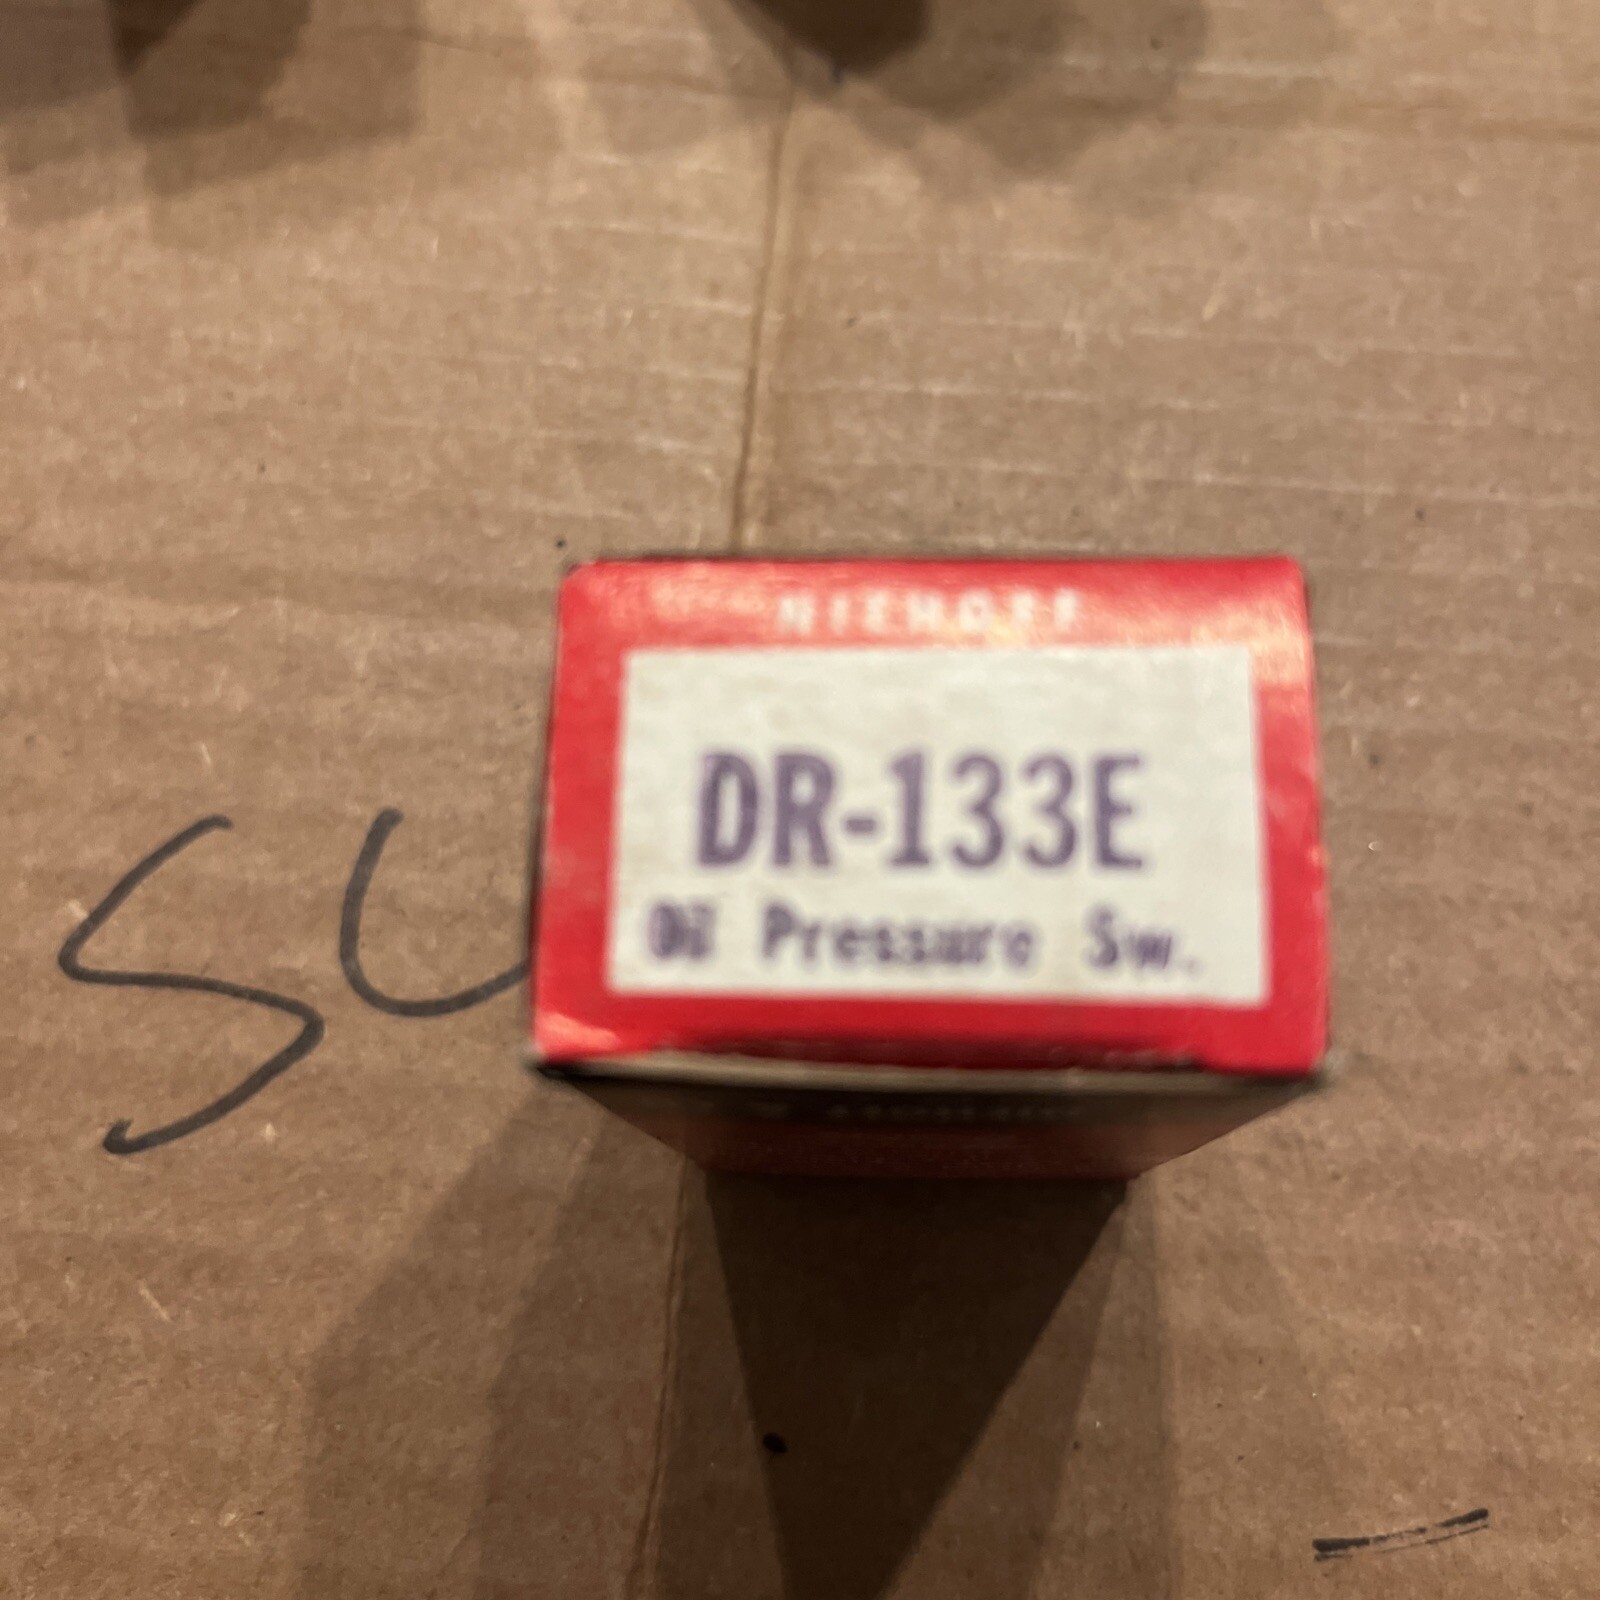 NIEHOFF
DR-133E
Oil Pressure Sw.